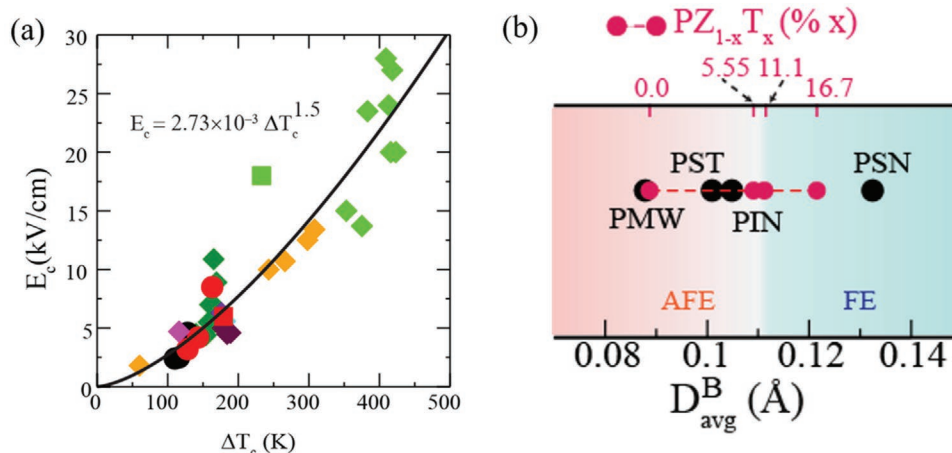 (a)
30
25
20
15
10
5
0
E_c (kV/cm)
E_c = 2.73×10⁻³ ΔT_c^1.5
0 100 200 300 400 500
ΔT_c (K)
(b)
PZ_1-xT_x (% x)
5.55 11.1
0.0 16.7
PST PSN
PMW PIN
AFE FE
0.08 0.1 0.12 0.14
D^B_avg (Å)